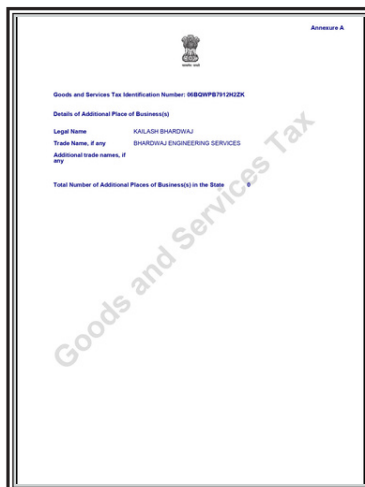 Annexure A
Goods and Services Tax Identification Number: 06BQWPB7912H2ZK
Details of Additional Place of Business(s)
Legal Name KAILASH BHARDWAJ
Trade Name, if any BHARDWAJ ENGINEERING SERVICES
Additional trade names, if
any
Total Number of Additional Places of Business(s) in the State 0
Goods and Services Tax